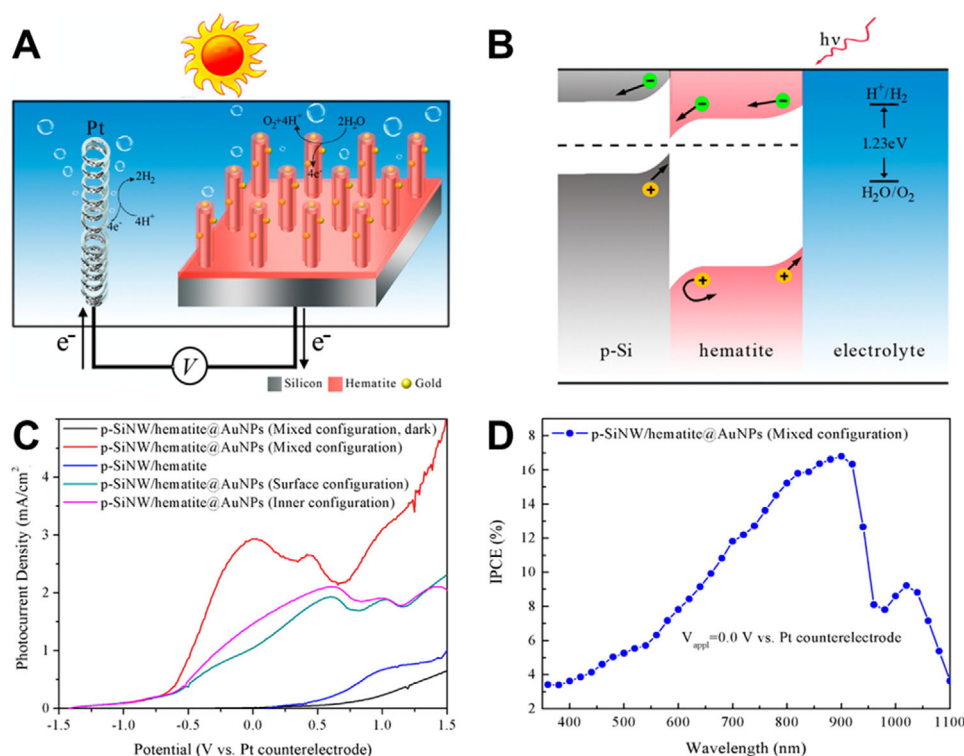 A
Pt
O₂+4H⁺
2H₂O
4e⁻
2H₂
4e⁻
4H⁺
e⁻
V
e⁻
Silicon Hematite Gold
B
hν
H⁺/H₂
1.23eV
H₂O/O₂
p-Si hematite electrolyte
C
p-SiNW/hematite@AuNPs (Mixed configuration, dark)
p-SiNW/hematite@AuNPs (Mixed configuration)
p-SiNW/hematite
p-SiNW/hematite@AuNPs (Surface configuration)
p-SiNW/hematite@AuNPs (Inner configuration)
Photocurrent Density (mA/cm²)
4
3
2
1
0
-1.5 -1.0 -0.5 0.0 0.5 1.0 1.5
Potential (V vs. Pt counterelectrode)
D
p-SiNW/hematite@AuNPs (Mixed configuration)
IPCE (%)
18
16
14
12
10
8
6
4
2
V_appl=0.0 V vs. Pt counterelectrode
400 500 600 700 800 900 1000 1100
Wavelength (nm)